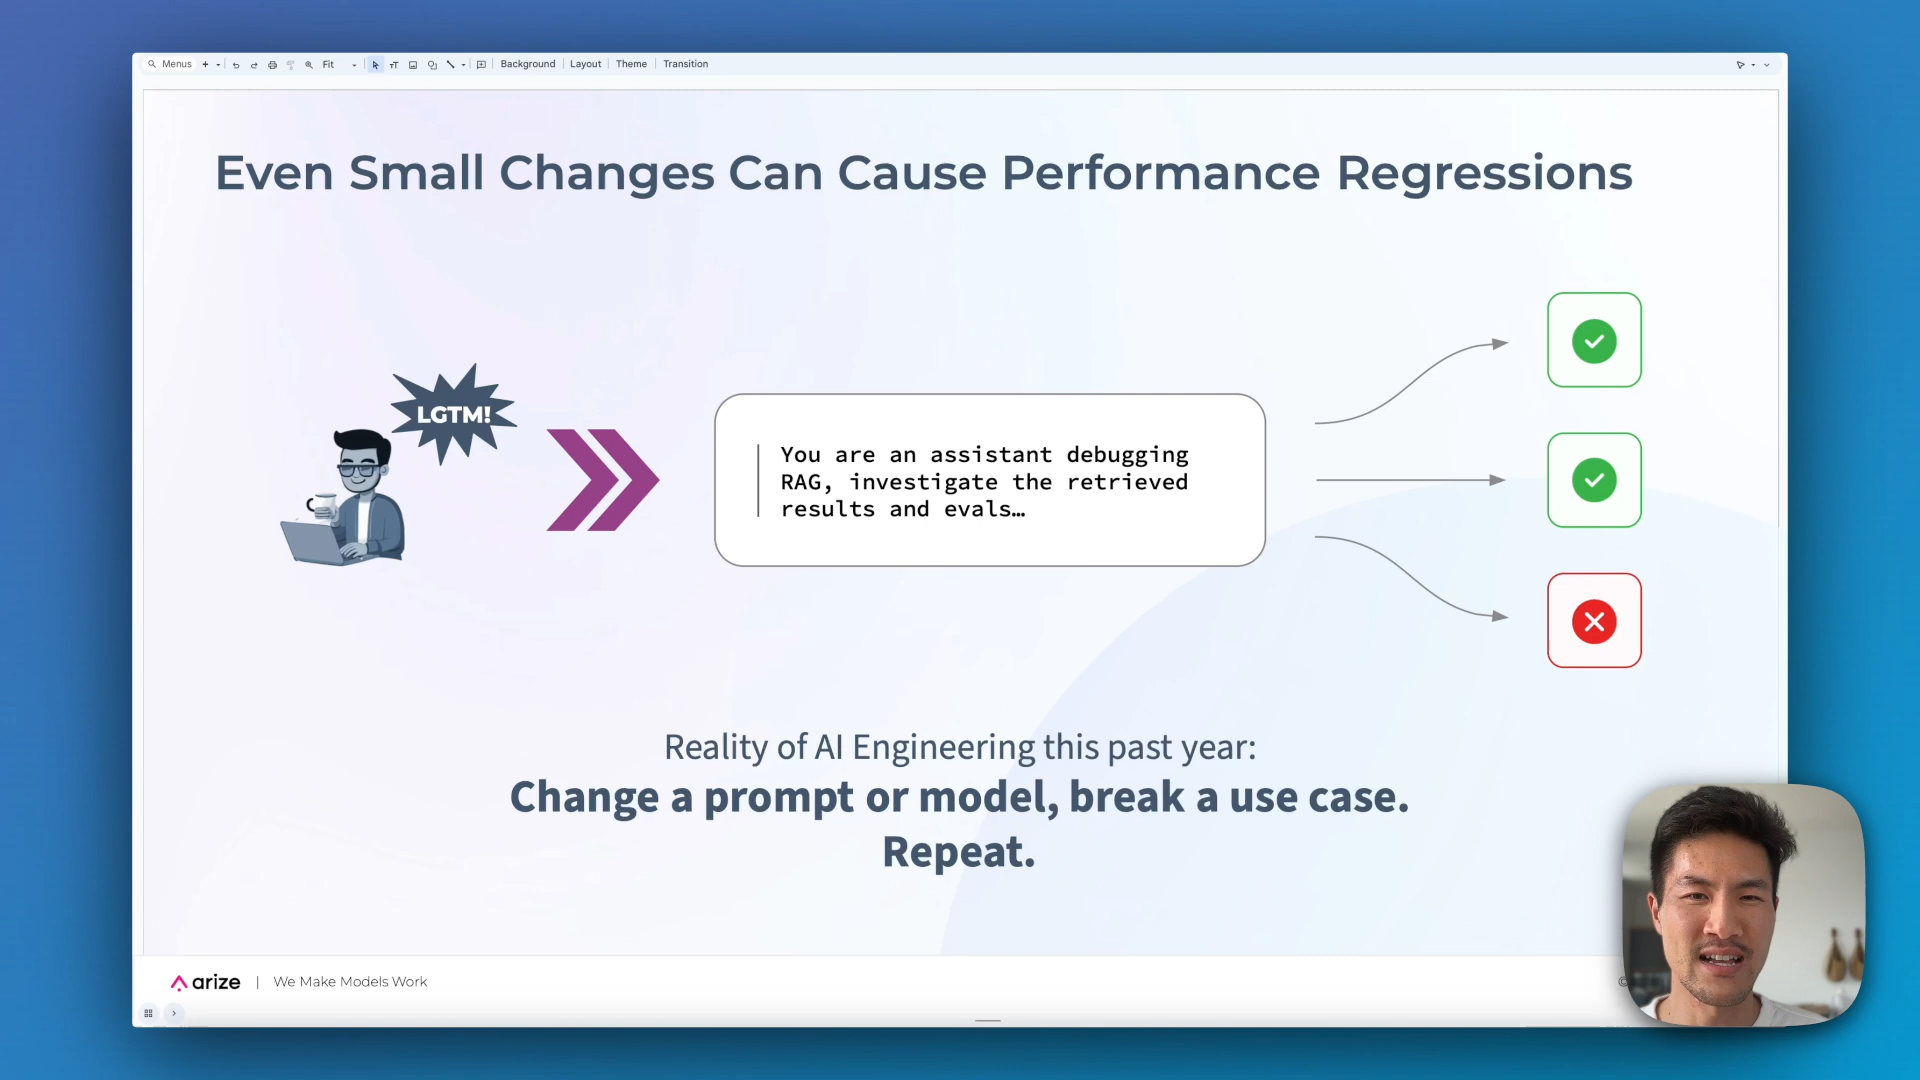 Menus
Fit
Background
Layout
Theme
Transition
Even Small Changes Can Cause Performance Regressions
LGTM!
You are an assistant debugging
RAG, investigate the retrieved
results and evals…
Reality of AI Engineering this past year:
Change a prompt or model, break a use case.
Repeat.
arize | We Make Models Work
©